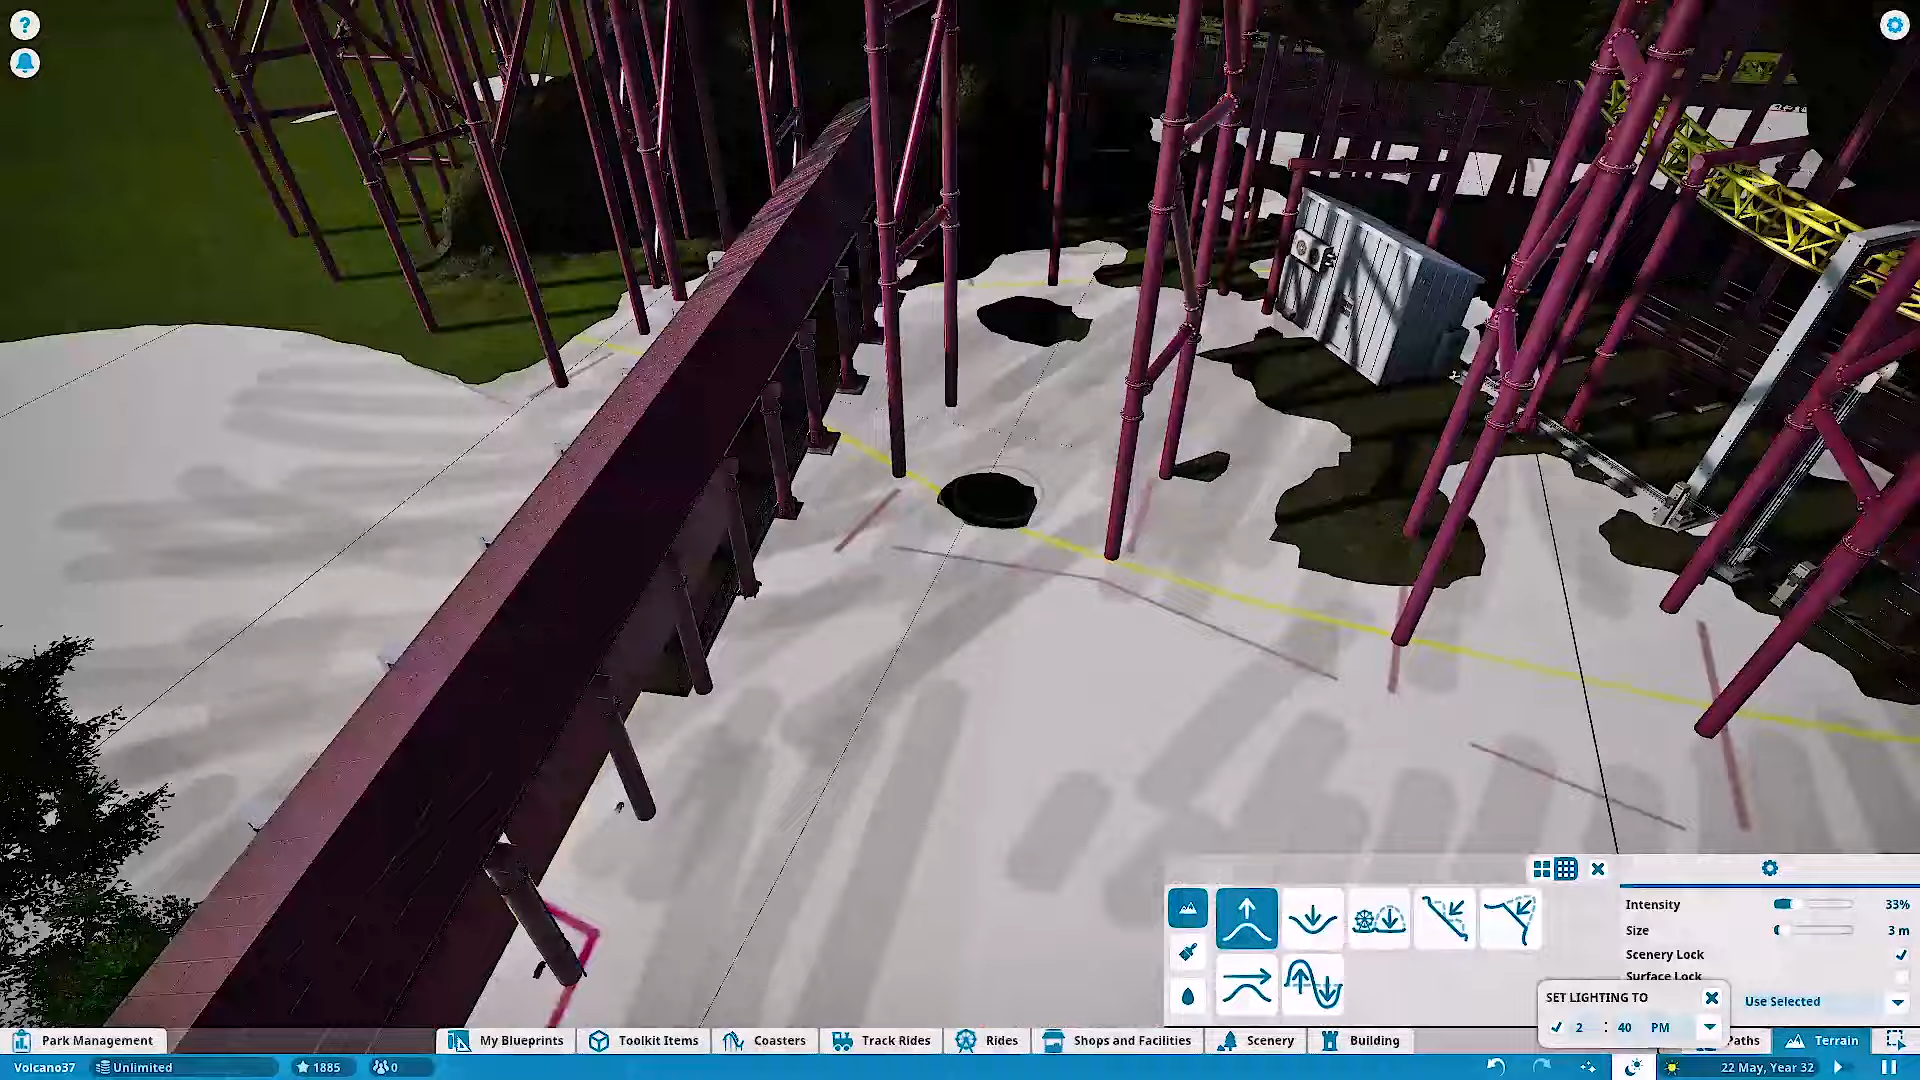 ?
Intensity 33%
Size 3 m
Scenery Lock
Surface Lock
SET LIGHTING TO
Use Selected
2 : 40 PM
Park Management
My Blueprints
Toolkit Items
Coasters
Track Rides
Rides
Shops and Facilities
Scenery
Building
Paths
Terrain
Volcano37
Unlimited
1885
0
22 May, Year 32